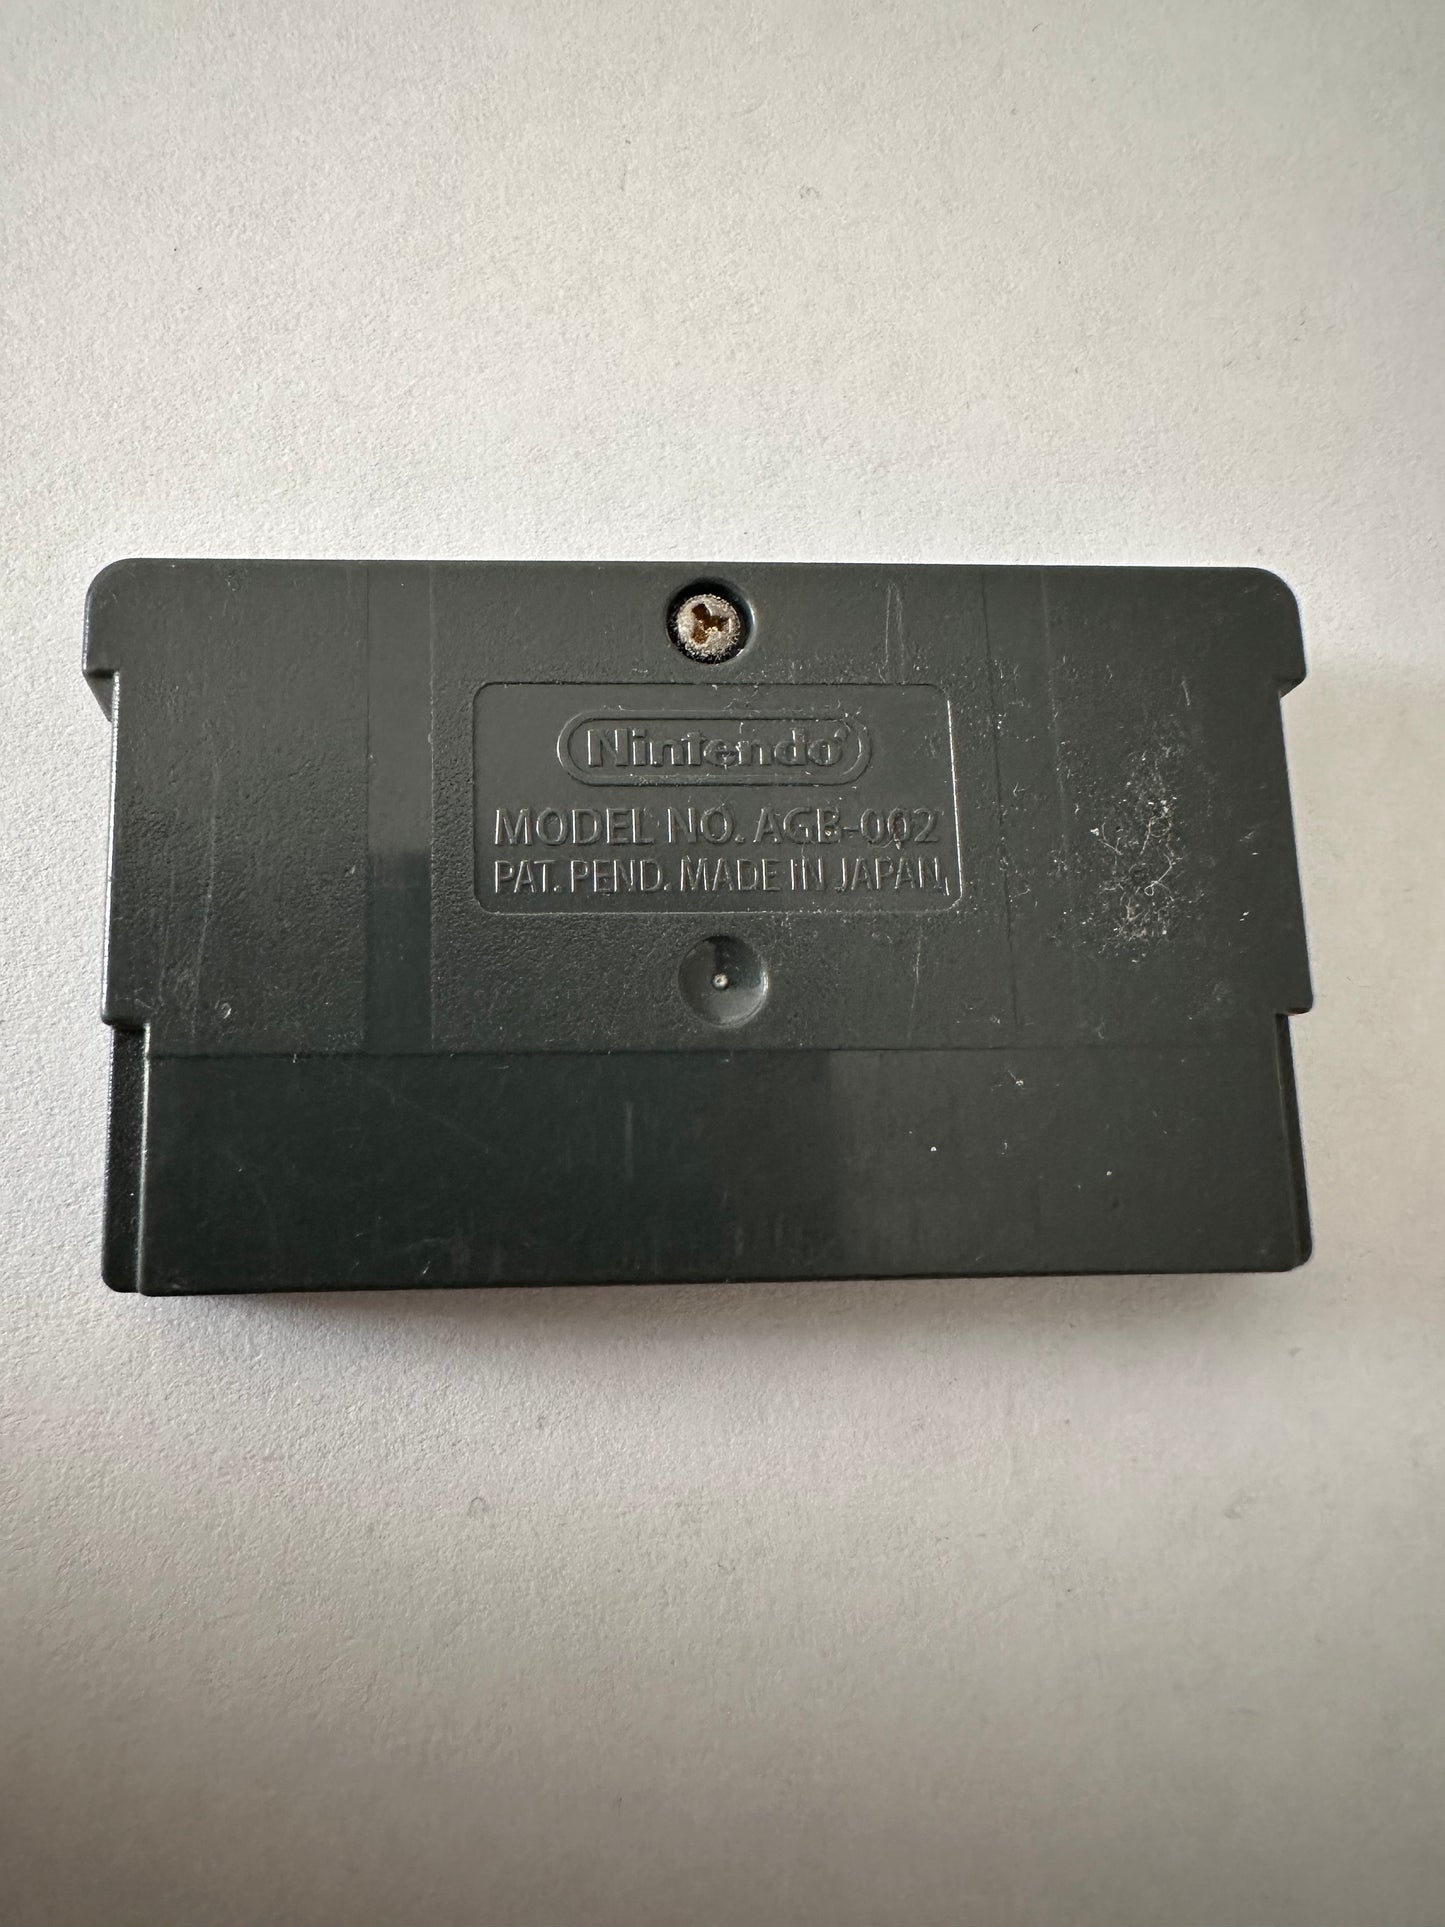 Nintendo®
MODEL NO. AGB-002
PAT. PEND. MADE IN JAPAN